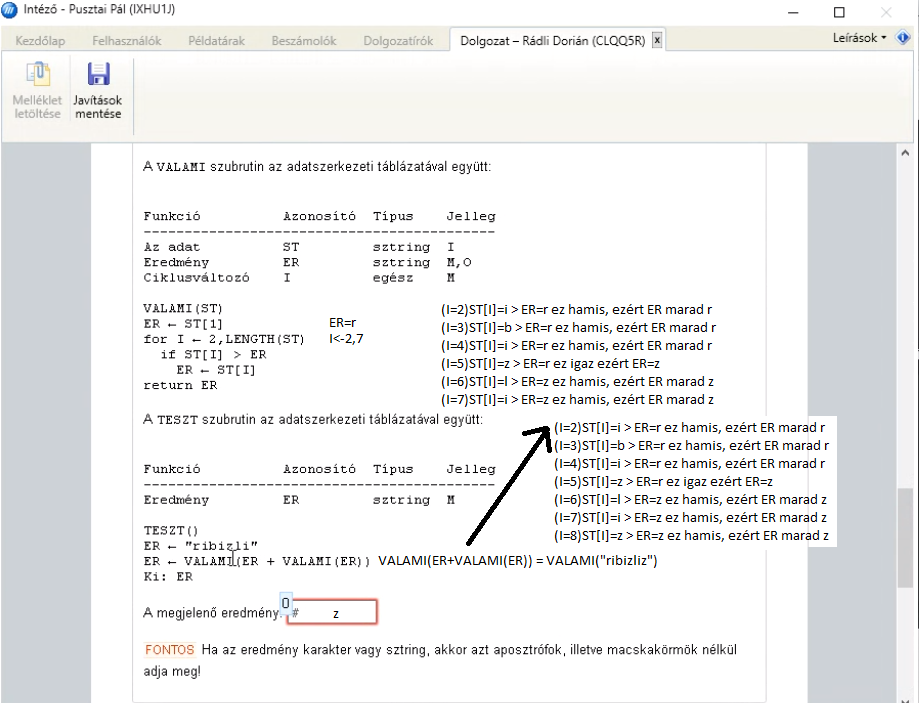 Intéző - Pusztai Pál (IXHU1J)
Kezdőlap Felhasználók Példatárak Beszámolók Dolgozatírók Dolgozat – Rádli Dorián (CLQQ5R) x Leírások
Melléklet letöltése
Javítások mentése
A VALAMI szubrutin az adatszerkezeti táblázatával együtt:
Funkció Azonosító Típus Jelleg
-------------------------------------------
Az adat ST sztring I
Eredmény ER sztring M,O
Ciklusváltozó I egész M
VALAMI(ST)
ER ← ST[1] ER=r
for I ← 2,LENGTH(ST) I<-2,7
if ST[I] > ER
ER ← ST[I]
return ER
(I=2)ST[I]=i > ER=r ez hamis, ezért ER marad r
(I=3)ST[I]=b > ER=r ez hamis, ezért ER marad r
(I=4)ST[I]=i > ER=r ez hamis, ezért ER marad r
(I=5)ST[I]=z > ER=r ez igaz ezért ER=z
(I=6)ST[I]=l > ER=z ez hamis, ezért ER marad z
(I=7)ST[I]=i > ER=z ez hamis, ezért ER marad z
A TESZT szubrutin az adatszerkezeti táblázatával együtt:
Funkció Azonosító Típus Jelleg
-------------------------------------------
Eredmény ER sztring M
(I=2)ST[I]=i > ER=r ez hamis, ezért ER marad r
(I=3)ST[I]=b > ER=r ez hamis, ezért ER marad r
(I=4)ST[I]=i > ER=r ez hamis, ezért ER marad r
(I=5)ST[I]=z > ER=r ez igaz ezért ER=z
(I=6)ST[I]=l > ER=z ez hamis, ezért ER marad z
(I=7)ST[I]=i > ER=z ez hamis, ezért ER marad z
(I=8)ST[I]=z > ER=z ez hamis, ezért ER marad z
TESZT()
ER ← "ribizli"
ER ← VALAMI(ER + VALAMI(ER)) VALAMI(ER+VALAMI(ER)) = VALAMI("ribizliz")
Ki: ER
A megjelenő eredmény: 0 # z
FONTOS Ha az eredmény karakter vagy sztring, akkor azt aposztrófok, illetve macskakörmök nélkül
adja meg!